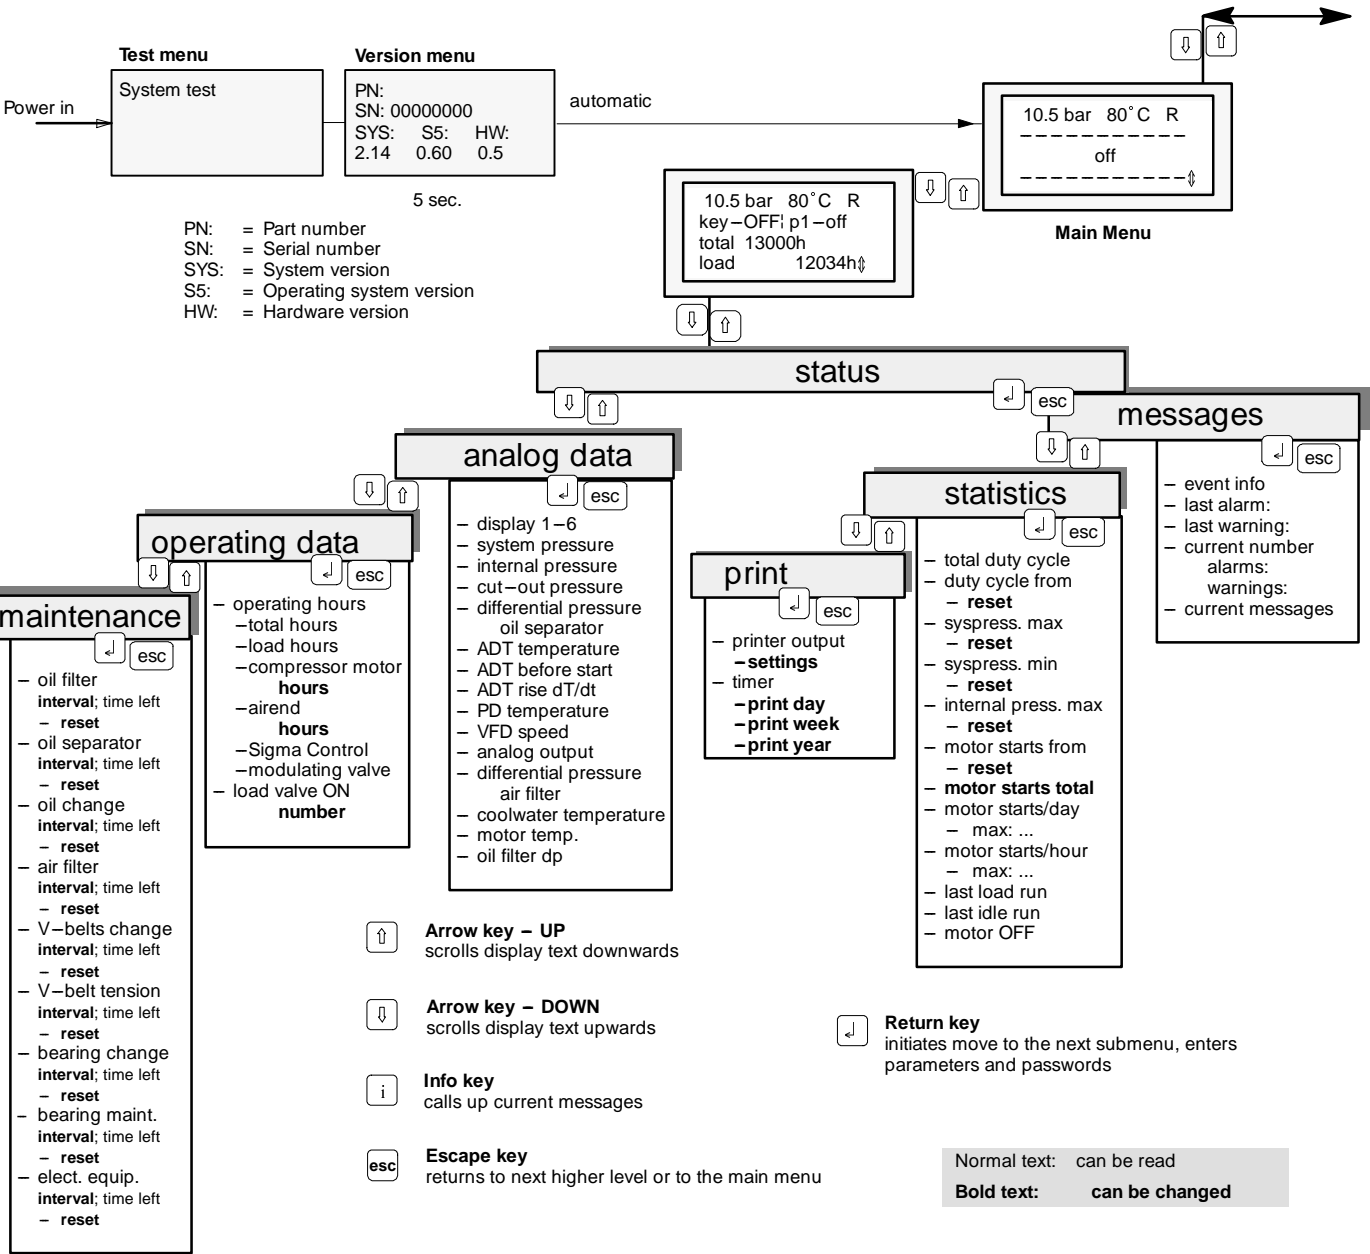 Test menu
System test
Version menu
PN:
SN: 00000000
SYS: S5: HW:
2.14 0.60 0.5
Power in
automatic
5 sec.
10.5 bar 80°C R
off
Main Menu
10.5 bar 80°C R
key–OFF¦ p1–off
total 13000h
load 12034h
PN: = Part number
SN: = Serial number
SYS: = System version
S5: = Operating system version
HW: = Hardware version
status
esc
messages
esc
– event info
– last alarm:
– last warning:
– current number
alarms:
warnings:
– current messages
analog data
esc
– display 1–6
– system pressure
– internal pressure
– cut–out pressure
– differential pressure
oil separator
– ADT temperature
– ADT before start
– ADT rise dT/dt
– PD temperature
– VFD speed
– analog output
– differential pressure
air filter
– coolwater temperature
– motor temp.
– oil filter dp
statistics
esc
– total duty cycle
– duty cycle from
– reset
– syspress. max
– reset
– syspress. min
– reset
– internal press. max
– reset
– motor starts from
– reset
– motor starts total
– motor starts/day
– max: ...
– motor starts/hour
– max: ...
– last load run
– last idle run
– motor OFF
operating data
esc
– operating hours
–total hours
–load hours
–compressor motor
hours
–airend
hours
–Sigma Control
–modulating valve
– load valve ON
number
print
esc
– printer output
–settings
– timer
–print day
–print week
–print year
maintenance
esc
– oil filter
interval; time left
– reset
– oil separator
interval; time left
– reset
– oil change
interval; time left
– reset
– air filter
interval; time left
– reset
– V–belts change
interval; time left
– reset
– V–belt tension
interval; time left
– reset
– bearing change
interval; time left
– reset
– bearing maint.
interval; time left
– reset
– elect. equip.
interval; time left
– reset
Arrow key – UP
scrolls display text downwards
Arrow key – DOWN
scrolls display text upwards
i
Info key
calls up current messages
esc
Escape key
returns to next higher level or to the main menu
Return key
initiates move to the next submenu, enters
parameters and passwords
Normal text: can be read
Bold text: can be changed